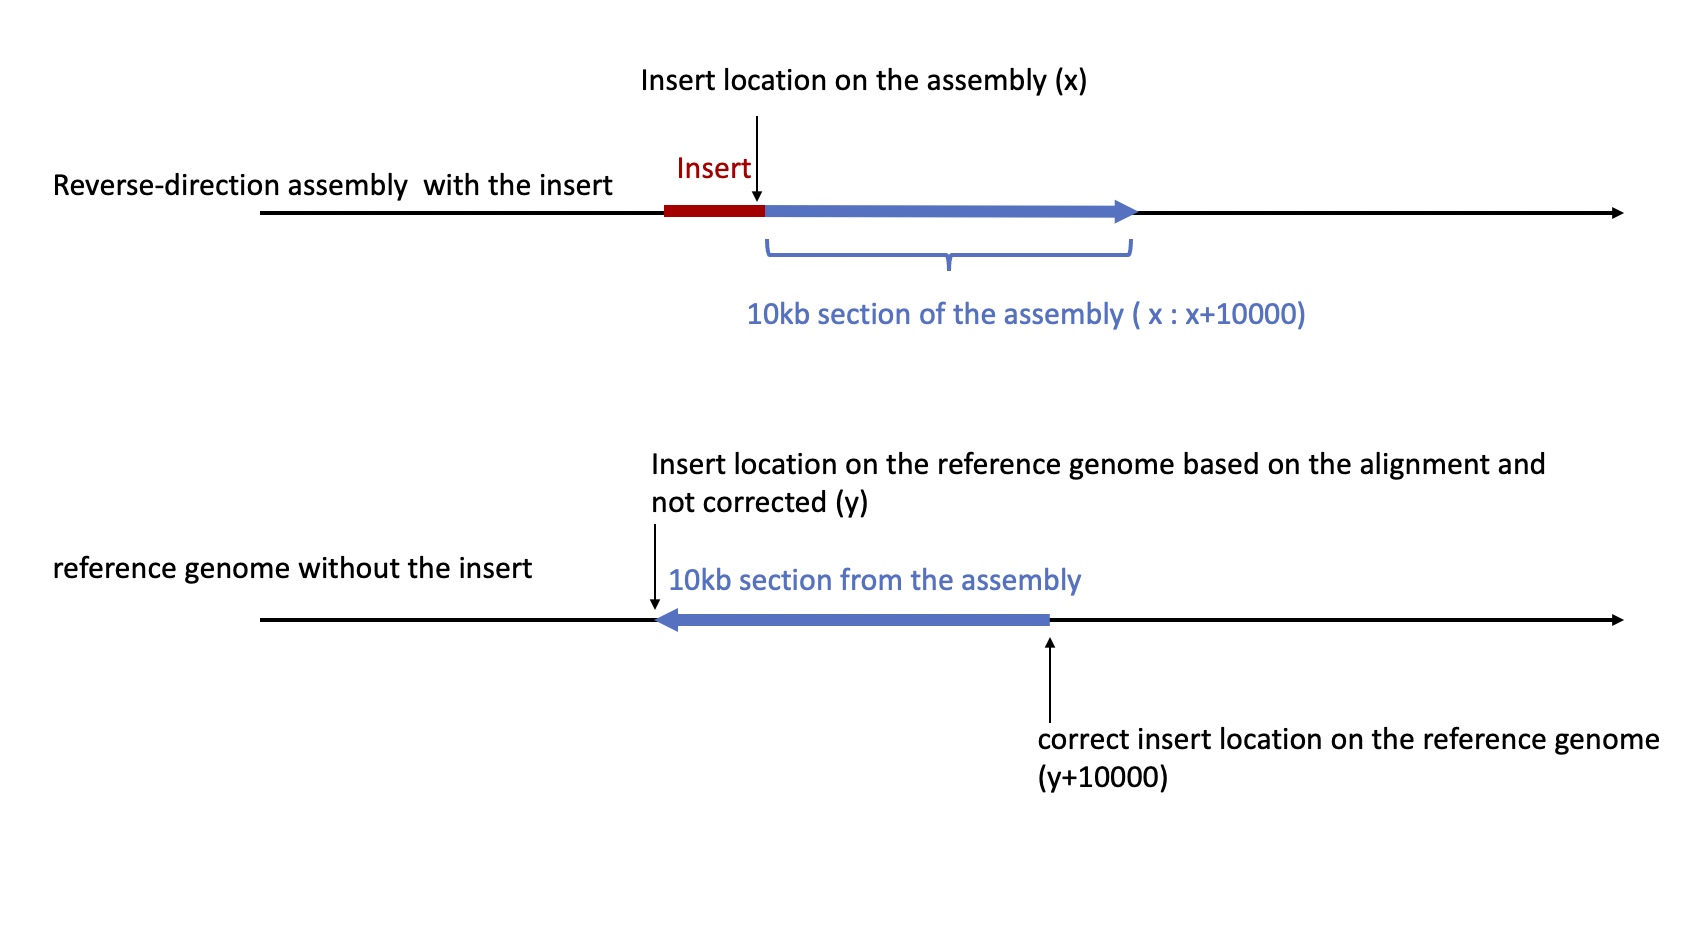 Insert location on the assembly (x)
Insert
Reverse-direction assembly  with the insert
10kb section of the assembly ( x : x+10000)
Insert location on the reference genome based on the alignment and
not corrected (y)
reference genome without the insert
10kb section from the assembly
correct insert location on the reference genome
(y+10000)